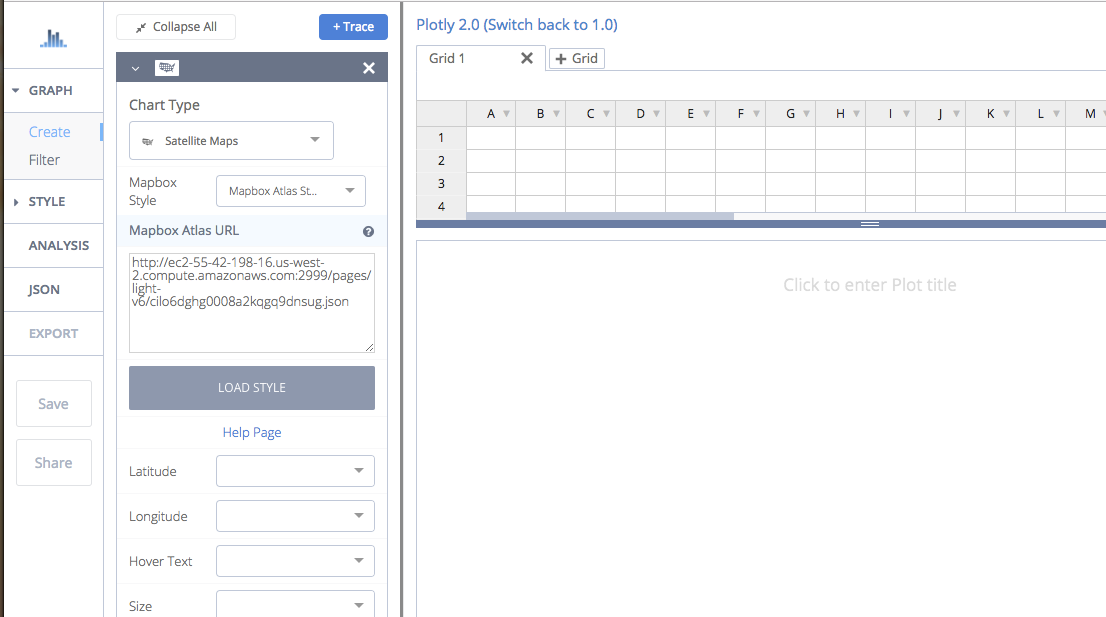 GRAPH
Create
Filter
STYLE
ANALYSIS
JSON
EXPORT
Save
Share
Collapse All
+ Trace
Chart Type
Satellite Maps
Mapbox
Style
Mapbox Atlas St...
Mapbox Atlas URL
?
http://ec2-55-42-198-16.us-west-
2.compute.amazonaws.com:2999/pages/
light-
v6/cilo6dghg0008a2kqgq9dnsug.json
LOAD STYLE
Help Page
Latitude
Longitude
Hover Text
Size
Plotly 2.0 (Switch back to 1.0)
Grid 1
+ Grid
A B C D E F G H I J K L M
1
2
3
4
Click to enter Plot title